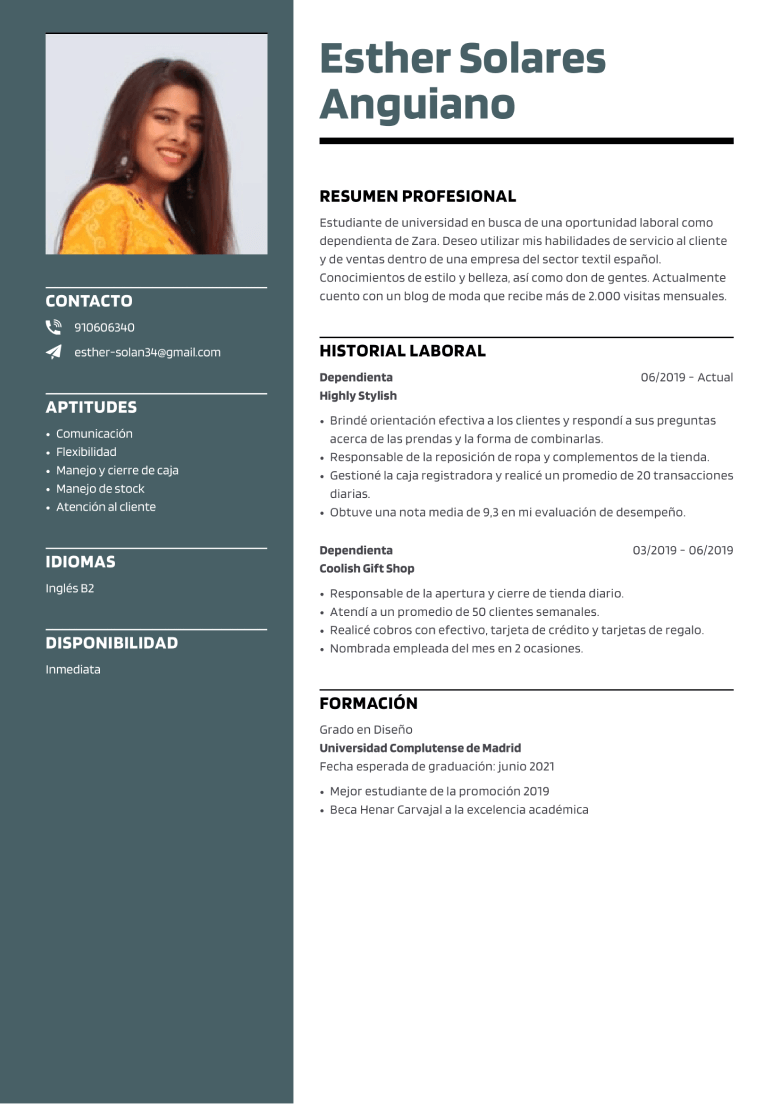 Esther Solares
Anguiano
CONTACTO
910606340
esther-solan34@gmail.com
APTITUDES
• Comunicación
• Flexibilidad
• Manejo y cierre de caja
• Manejo de stock
• Atención al cliente
IDIOMAS
Inglés B2
DISPONIBILIDAD
Inmediata
RESUMEN PROFESIONAL
Estudiante de universidad en busca de una oportunidad laboral como
dependienta de Zara. Deseo utilizar mis habilidades de servicio al cliente
y de ventas dentro de una empresa del sector textil español.
Conocimientos de estilo y belleza, así como don de gentes. Actualmente
cuento con un blog de moda que recibe más de 2.000 visitas mensuales.
HISTORIAL LABORAL
Dependienta 06/2019 - Actual
Highly Stylish
• Brindé orientación efectiva a los clientes y respondí a sus preguntas
acerca de las prendas y la forma de combinarlas.
• Responsable de la reposición de ropa y complementos de la tienda.
• Gestioné la caja registradora y realicé un promedio de 20 transacciones
diarias.
• Obtuve una nota media de 9,3 en mi evaluación de desempeño.
Dependienta 03/2019 - 06/2019
Coolish Gift Shop
• Responsable de la apertura y cierre de tienda diario.
• Atendí a un promedio de 50 clientes semanales.
• Realicé cobros con efectivo, tarjeta de crédito y tarjetas de regalo.
• Nombrada empleada del mes en 2 ocasiones.
FORMACIÓN
Grado en Diseño
Universidad Complutense de Madrid
Fecha esperada de graduación: junio 2021
• Mejor estudiante de la promoción 2019
• Beca Henar Carvajal a la excelencia académica